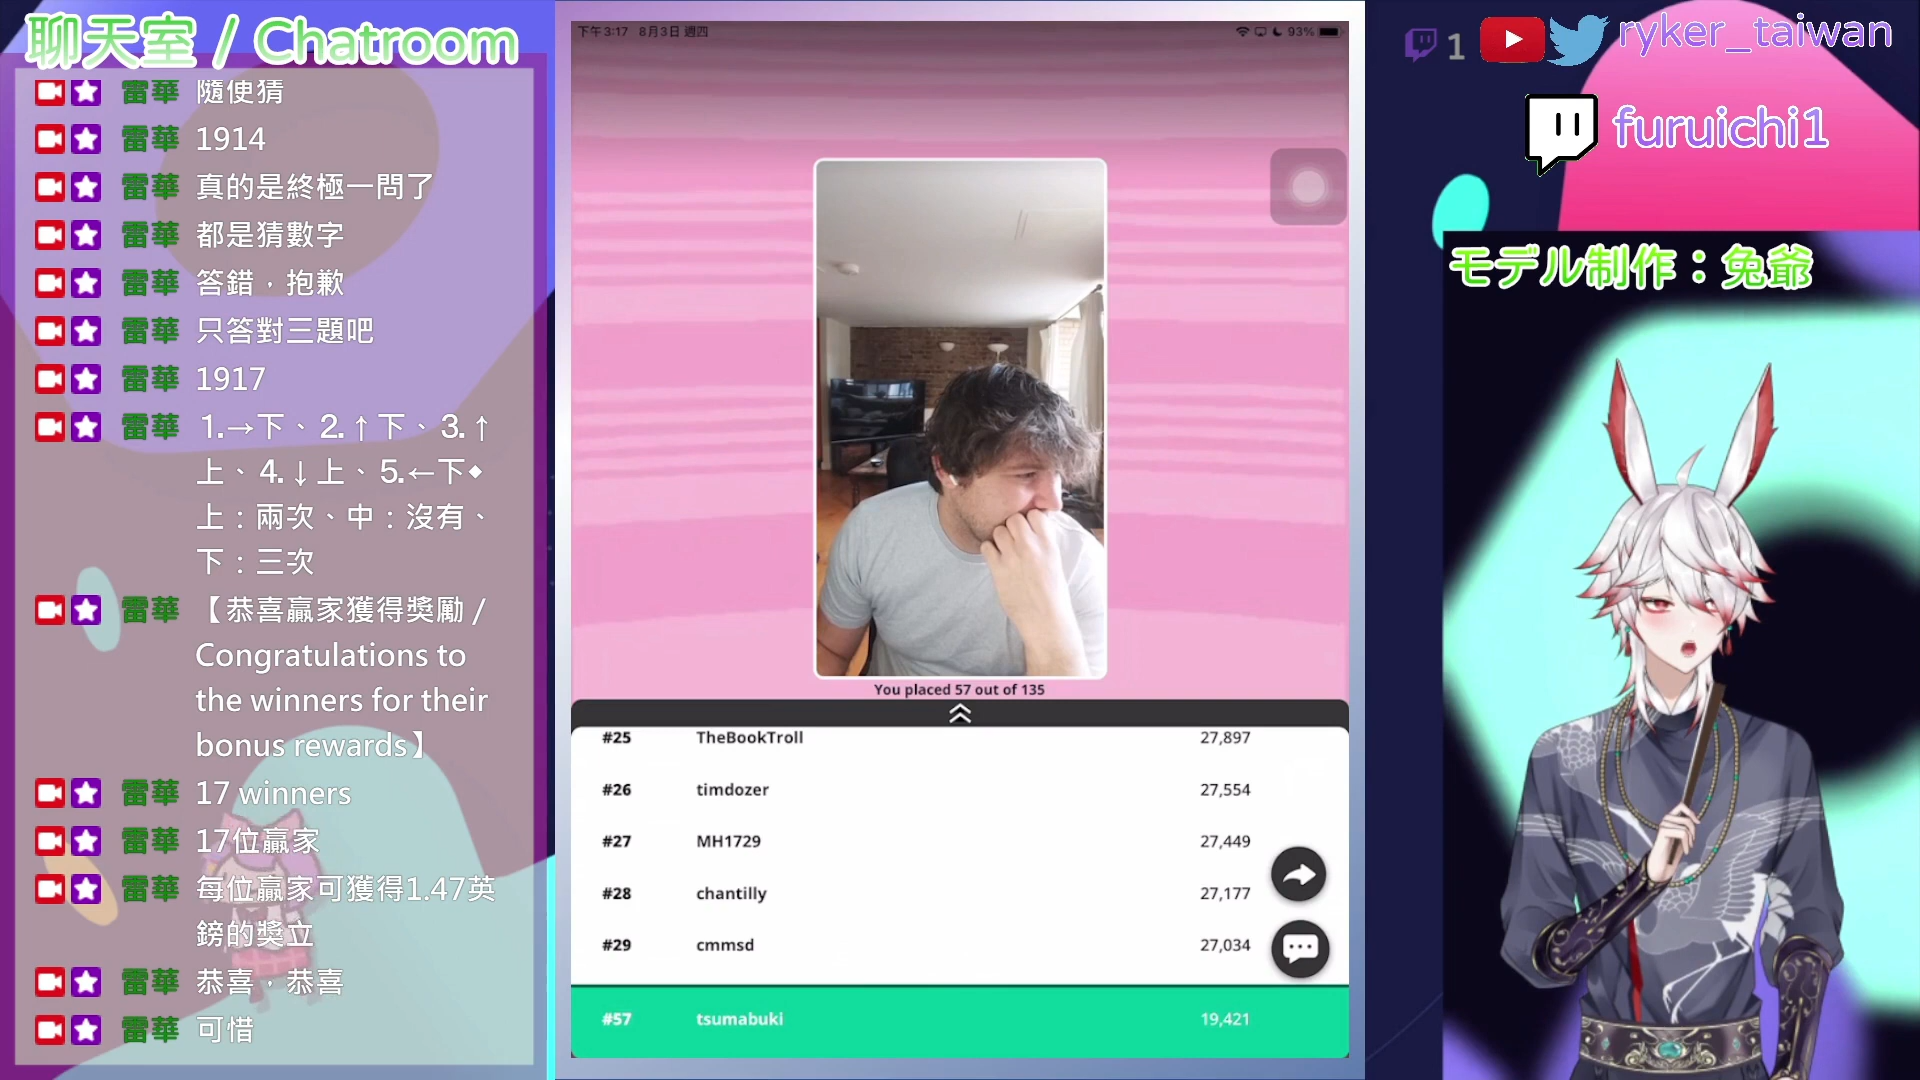 聊天室 / Chatroom
雷華 隨使猜
雷華 1914
雷華 真的是終極一問了
雷華 都是猜數字
雷華 答錯，抱歉
雷華 只答對三題吧
雷華 1917
雷華 1.→下、2.↑下、3.↑
上、4.↓上、5.←下◆
上：兩次、中：沒有、
下：三次
雷華 【恭喜贏家獲得獎勵 /
Congratulations to
the winners for their
bonus rewards】
雷華 17 winners
雷華 17位贏家
雷華 每位贏家可獲得1.47英
鎊的獎立
雷華 恭喜，恭喜
雷華 可惜
下午3:17 8月3日 週四
93%
You placed 57 out of 135
#25 TheBookTroll 27,897
#26 timdozer 27,554
#27 MH1729 27,449
#28 chantilly 27,177
#29 cmmsd 27,034
#57 tsumabuki 19,421
1
ryker_taiwan
furuichi1
モデル制作：兔爺